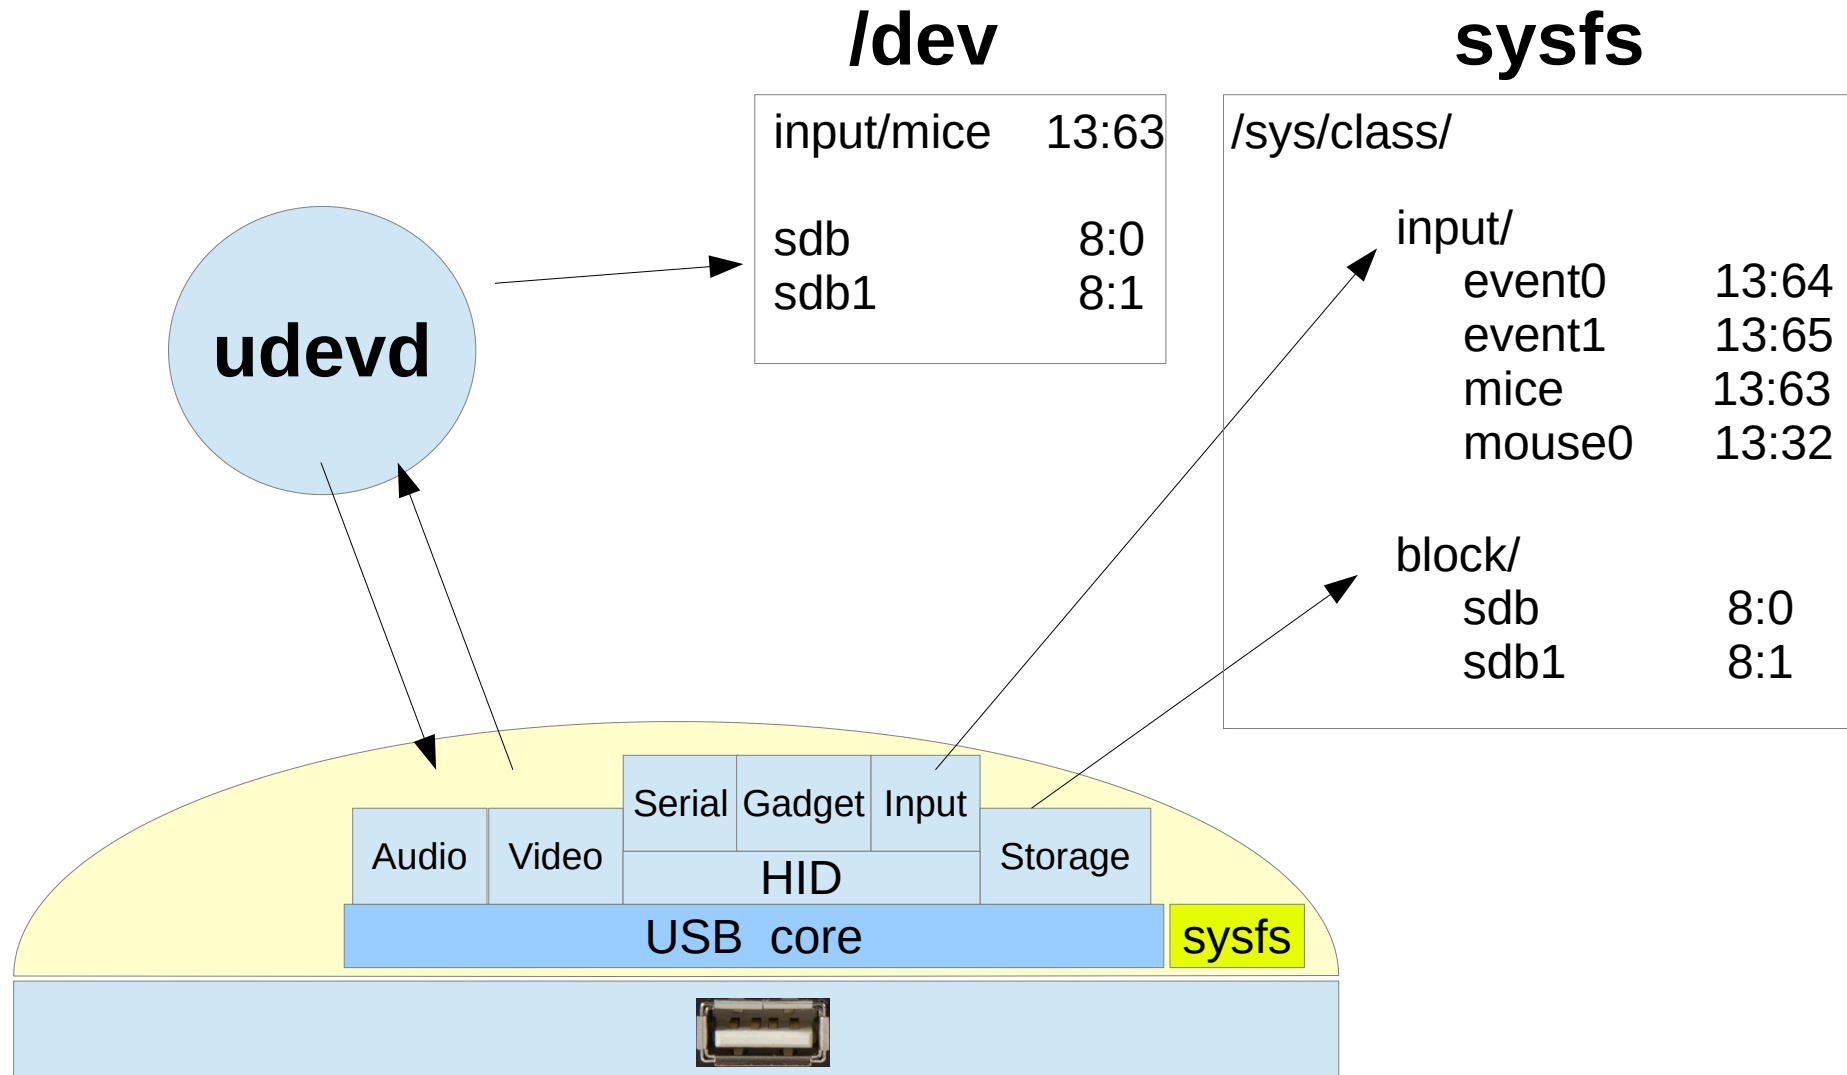 /dev
sysfs
input/mice 13:63
sdb 8:0
sdb1 8:1
/sys/class/
input/
event0 13:64
event1 13:65
mice 13:63
mouse0 13:32
block/
sdb 8:0
sdb1 8:1
udevd
Serial Gadget Input
Audio Video Storage
HID
USB core sysfs